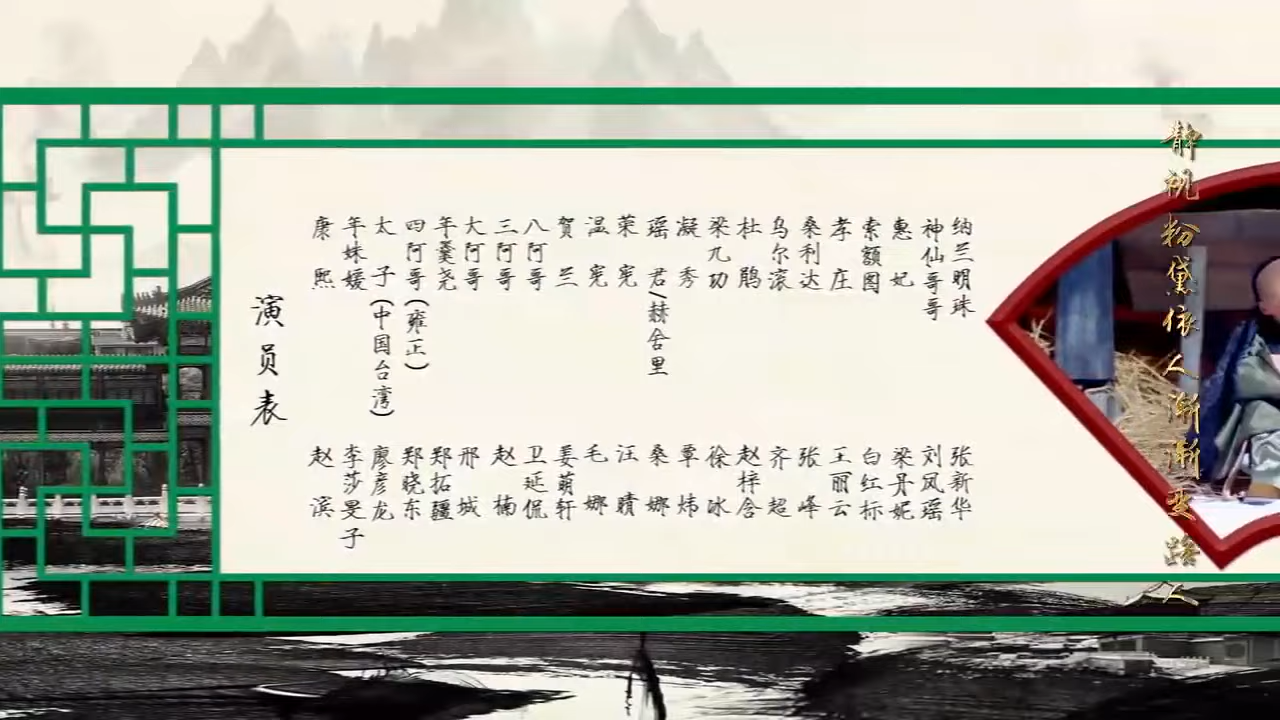 演员表
康熙 赵滨
年妹媛 李莎旻子
太子(中国台湾) 廖彦龙
四阿哥(雍正) 郑晓东
年羹尧 郑拓疆
大阿哥 邢城
三阿哥 赵楠
八阿哥 卫延侃
贺兰 姜萌轩
温宪 毛娜
荣宪 汪晴
瑶君/赫舍里 桑娜
凝秀 覃炜
梁九功 徐冰
杜鹃 赵梓含
乌尔滚 齐超
桑利达 张峰
孝庄 王丽云
索额图 白红标
惠妃 梁丹妮
神仙哥哥 刘凤瑶
纳兰明珠 张新华
静粉黛依人渐渐变路人